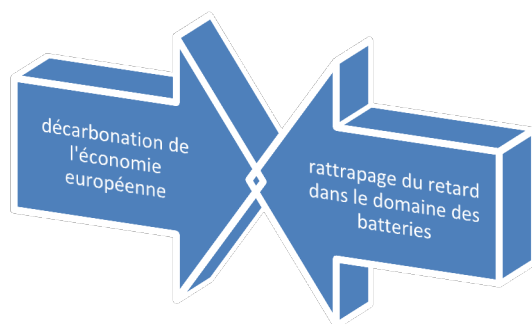 décarbonation de
l'économie
européenne
rattrapage du retard
dans le domaine des
batteries